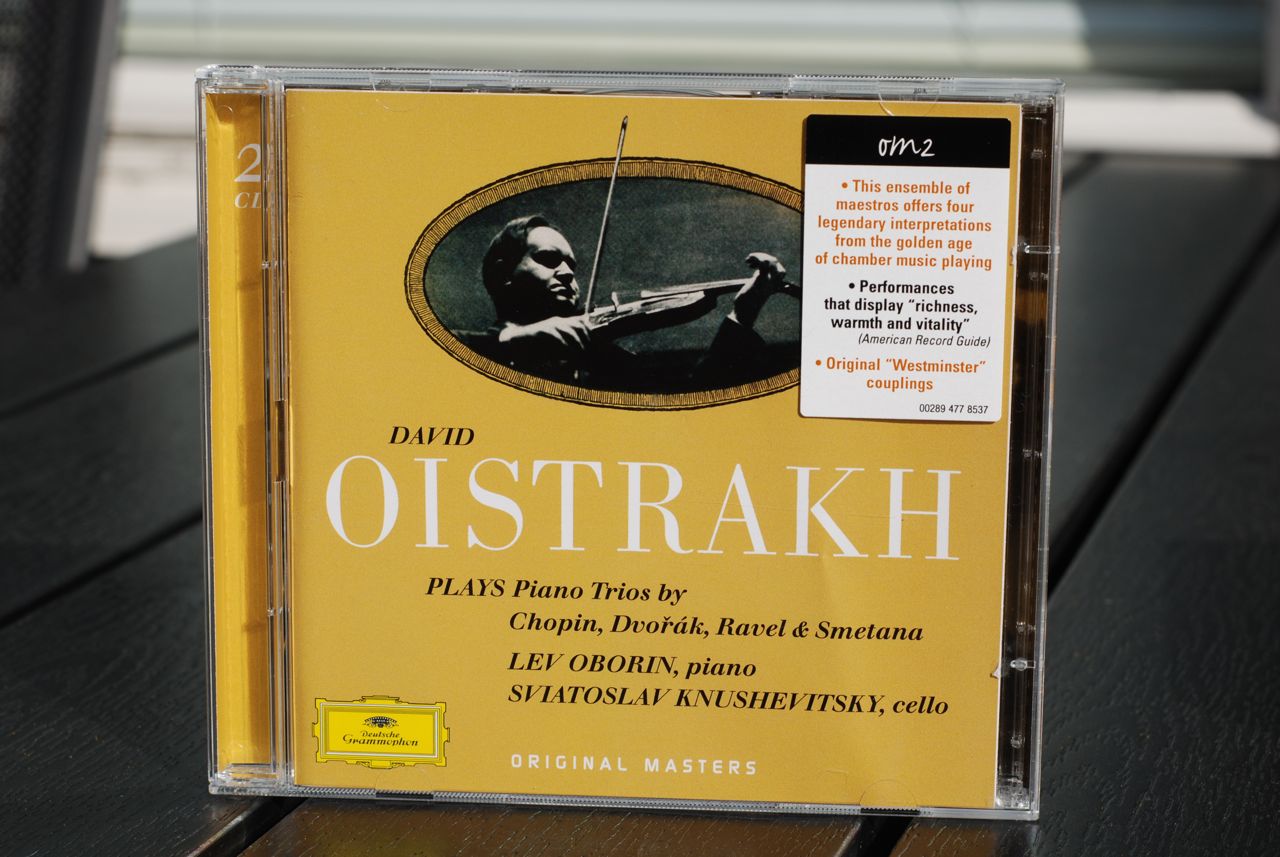 2
CD
om2
• This ensemble of
maestros offers four
legendary interpretations
from the golden age
of chamber music playing
• Performances
that display "richness,
warmth and vitality"
(American Record Guide)
• Original "Westminster"
couplings
00289 477 8537
DAVID
OISTRAKH
PLAYS Piano Trios by
Chopin, Dvořák, Ravel & Smetana
LEV OBORIN, piano
SVIATOSLAV KNUSHEVITSKY, cello
Deutsche
Grammophon
ORIGINAL MASTERS